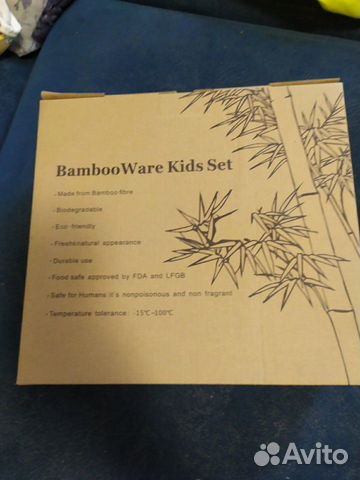 BambooWare Kids Set
-Made from Bamboo fibre
-Biodegradable
-Eco-friendly
-Fresh&natural appearance
-Durable use
-Food safe approved by FDA and LFGB
-Safe for Humans it's nonpoisonous and non fragrant
-Temperature tolerance: -15℃~100℃
Avito